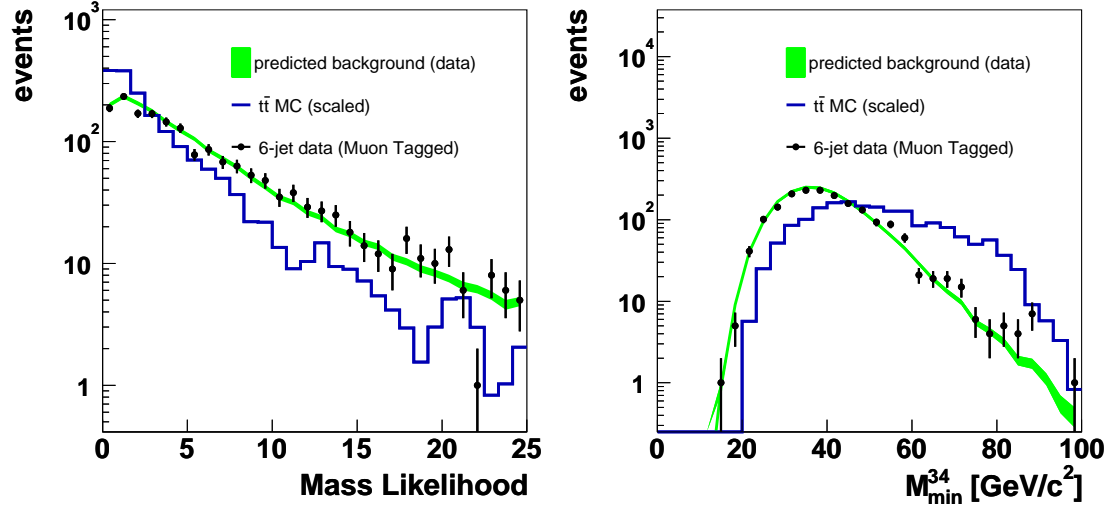 events
10³
10²
10
1
predicted background (data)
tt̄ MC (scaled)
6-jet data (Muon Tagged)
0 5 10 15 20 25
Mass Likelihood
events
10⁴
10³
10²
10
1
predicted background (data)
tt̄ MC (scaled)
6-jet data (Muon Tagged)
0 20 40 60 80 100
M³⁴min [GeV/c²]